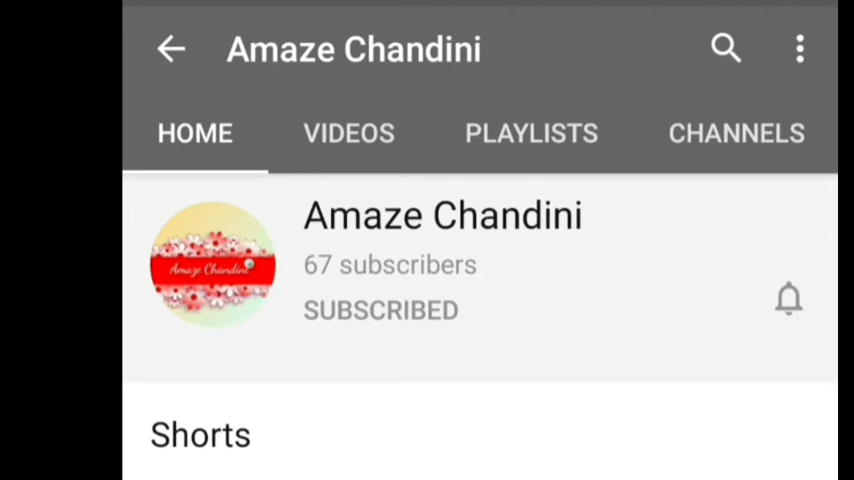 Amaze Chandini
HOME VIDEOS PLAYLISTS CHANNELS
Amaze Chandini
67 subscribers
Amaze Chandini
SUBSCRIBED
Shorts